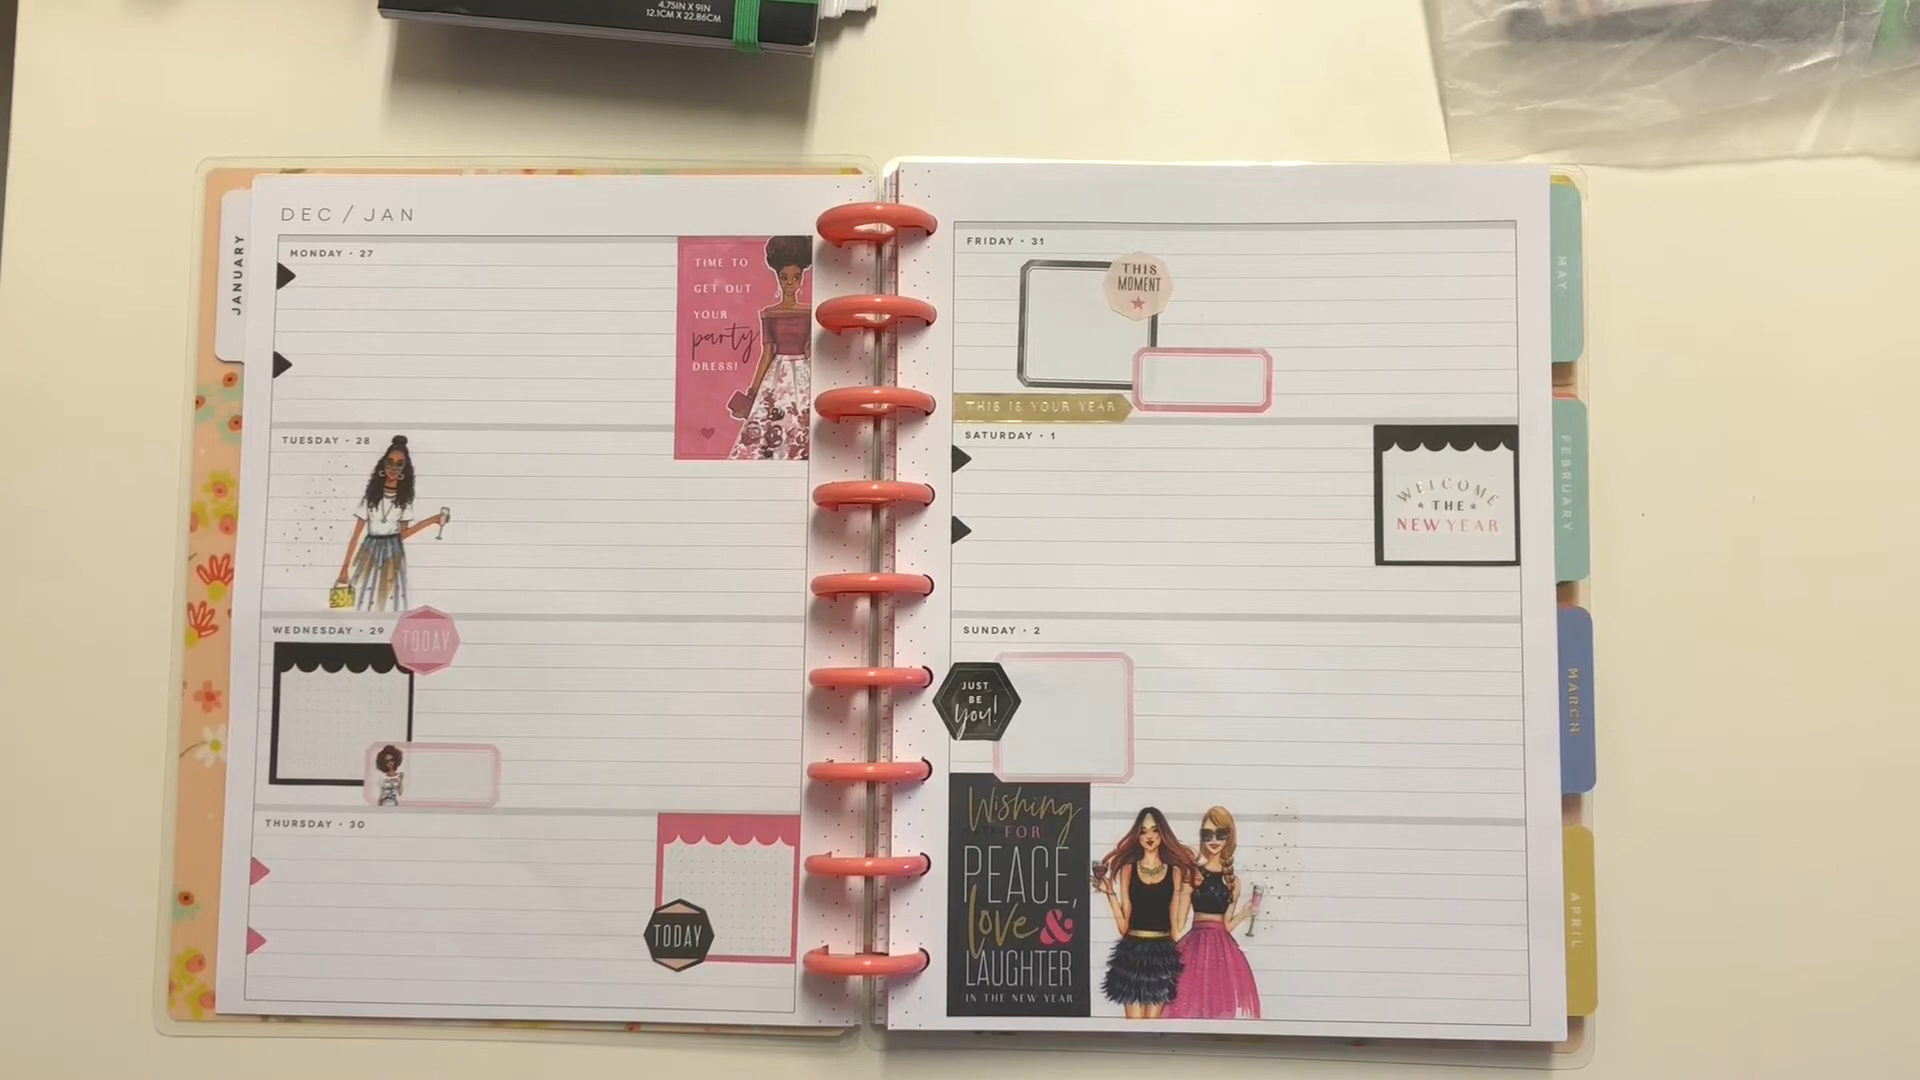 4.75IN X 9IN
12.1CM X 22.86CM
DEC / JAN
JANUARY
MONDAY • 27
TIME TO
GET OUT
YOUR
party
DRESS!
TUESDAY • 28
WEDNESDAY • 29
TODAY
THURSDAY • 30
TODAY
FRIDAY • 31
THIS
MOMENT
THIS IS YOUR YEAR
SATURDAY • 1
WELCOME
THE
NEW YEAR
SUNDAY • 2
JUST
BE
you!
Wishing
FOR
PEACE,
love &
LAUGHTER
IN THE NEW YEAR
MAY
FEBRUARY
MARCH
APRIL